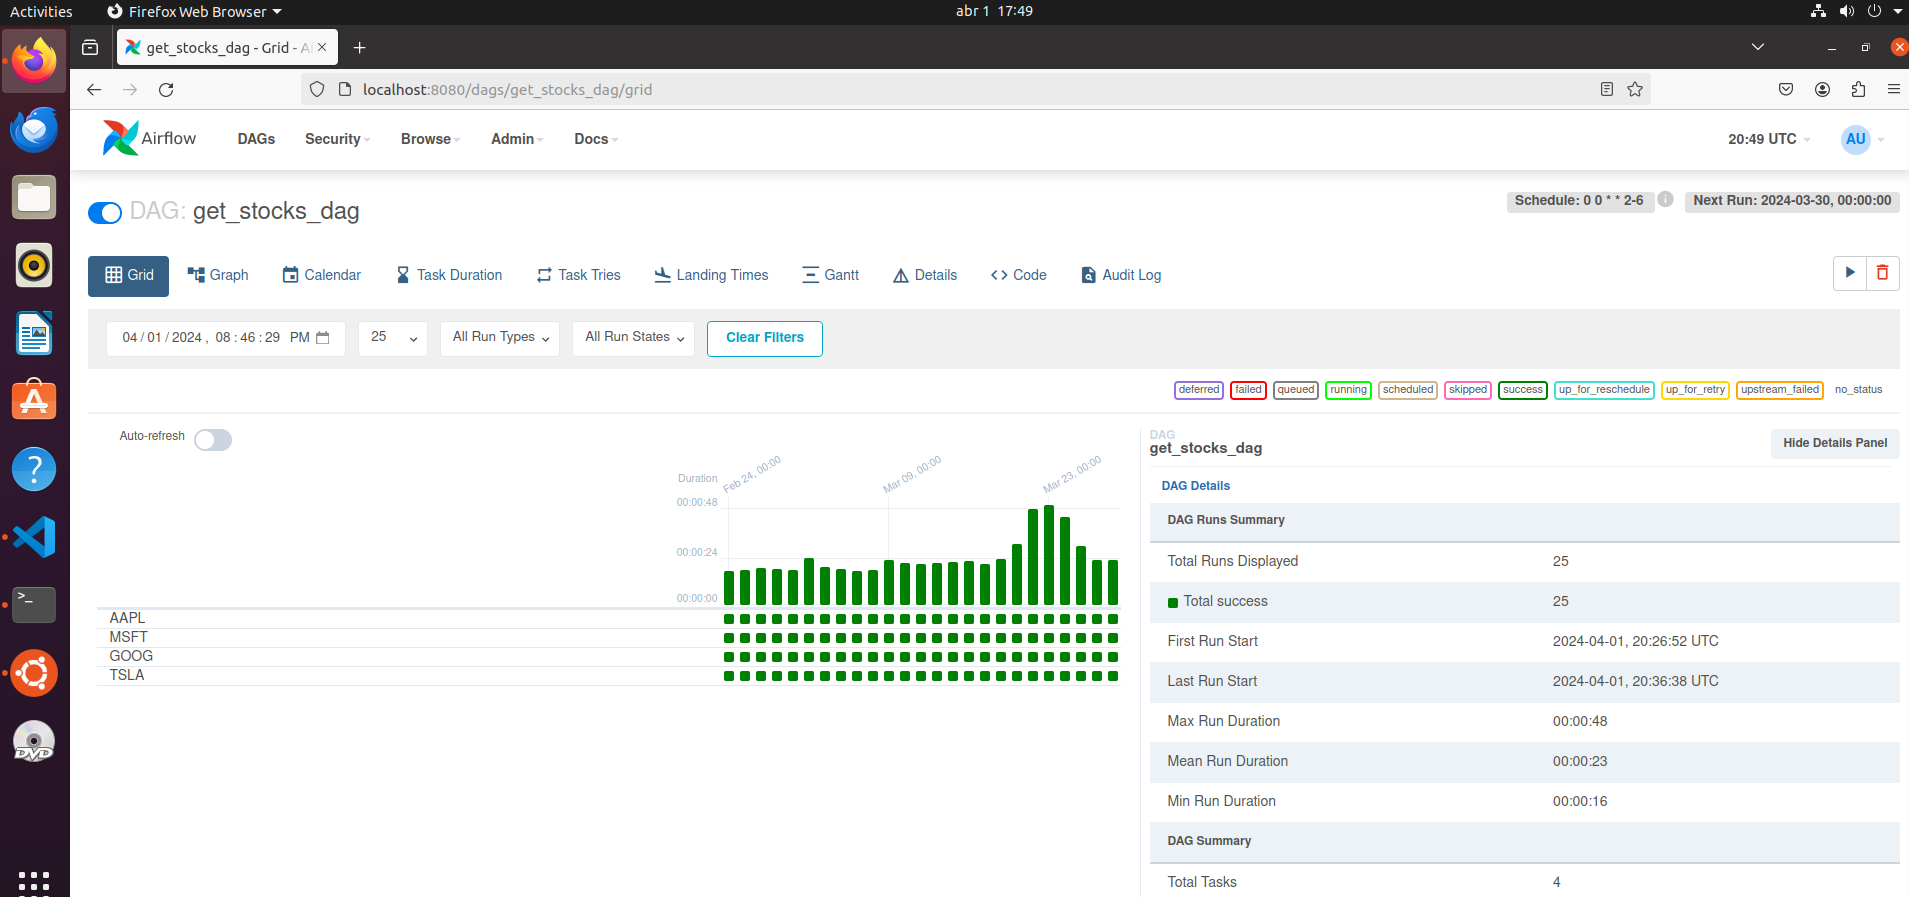 Activities
Firefox Web Browser
abr 1 17:49
get_stocks_dag - Grid - A
localhost:8080/dags/get_stocks_dag/grid
Airflow
DAGs
Security
Browse
Admin
Docs
20:49 UTC
AU
DAG: get_stocks_dag
Schedule: 0 0 * * 2-6
i
Next Run: 2024-03-30, 00:00:00
Grid
Graph
Calendar
Task Duration
Task Tries
Landing Times
Gantt
Details
Code
Audit Log
04/01/2024, 08:46:29 PM
25
All Run Types
All Run States
Clear Filters
deferred
failed
queued
running
scheduled
skipped
success
up_for_reschedule
up_for_retry
upstream_failed
no_status
Auto-refresh
Duration
00:00:48
00:00:24
00:00:00
Feb 24, 00:00
Mar 09, 00:00
Mar 23, 00:00
AAPL
MSFT
GOOG
TSLA
DAG
get_stocks_dag
Hide Details Panel
DAG Details
DAG Runs Summary
Total Runs Displayed 25
Total success 25
First Run Start 2024-04-01, 20:26:52 UTC
Last Run Start 2024-04-01, 20:36:38 UTC
Max Run Duration 00:00:48
Mean Run Duration 00:00:23
Min Run Duration 00:00:16
DAG Summary
Total Tasks 4
A
?
>_
DVD